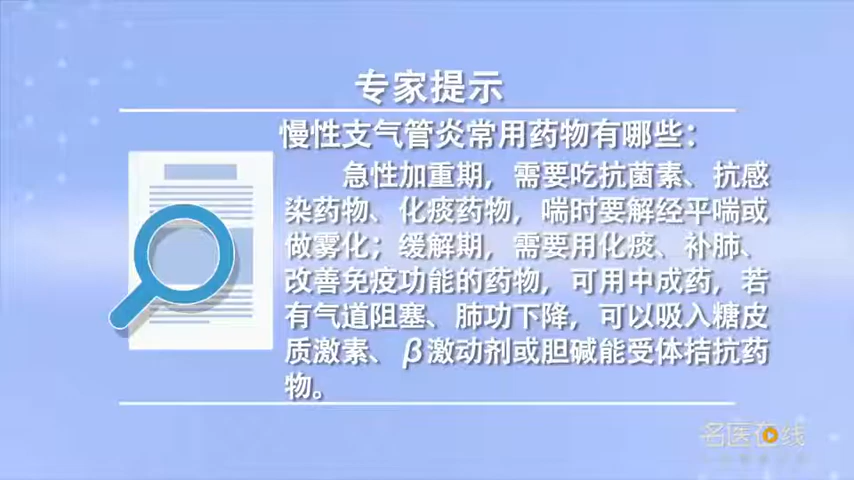 专家提示
慢性支气管炎常用药物有哪些：
急性加重期，需要吃抗菌素、抗感
染药物、化痰药物，喘时要解经平喘或
做雾化；缓解期，需要用化痰、补肺、
改善免疫功能的药物，可用中成药，若
有气道阻塞、肺功下降，可以吸入糖皮
质激素、β激动剂或胆碱能受体拮抗药
物。
名医在线